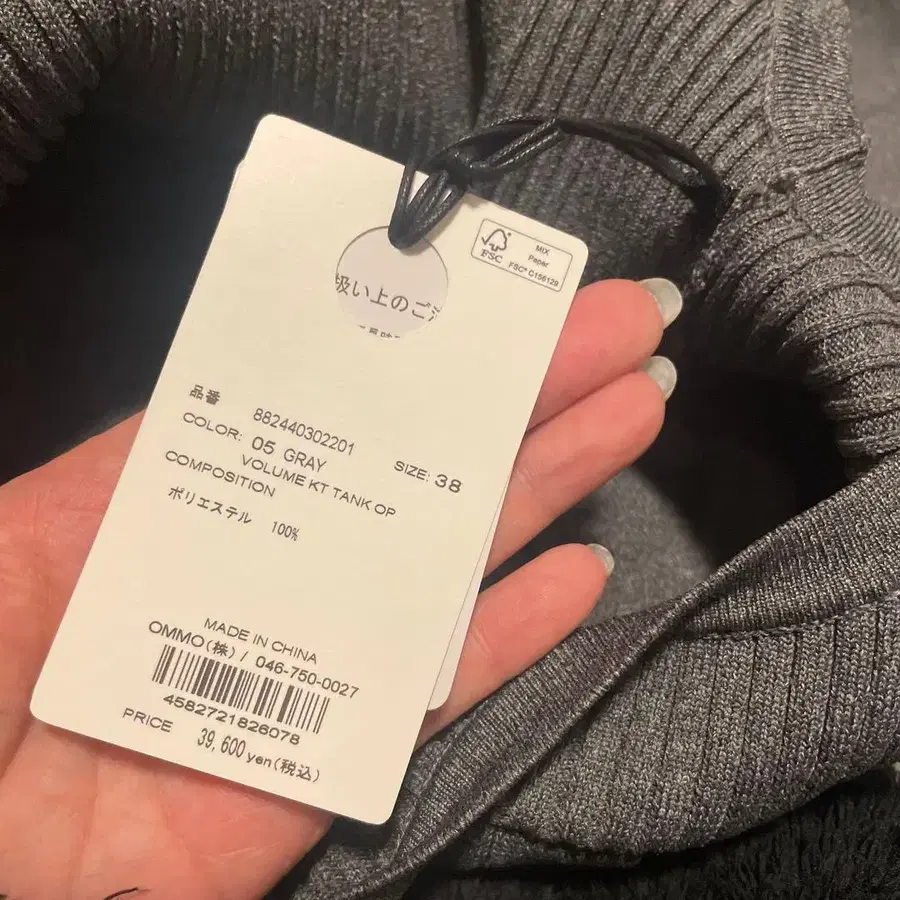 MIX
Paper
FSC® C156129
FSC
扱い上のご
品番 882440302201
COLOR: 05 GRAY SIZE: 38
VOLUME KT TANK OP
COMPOSITION
ポリエステル 100%
MADE IN CHINA
OMMO(株) / 046-750-0027
4582721826078
PRICE 39,600 yen(税込)